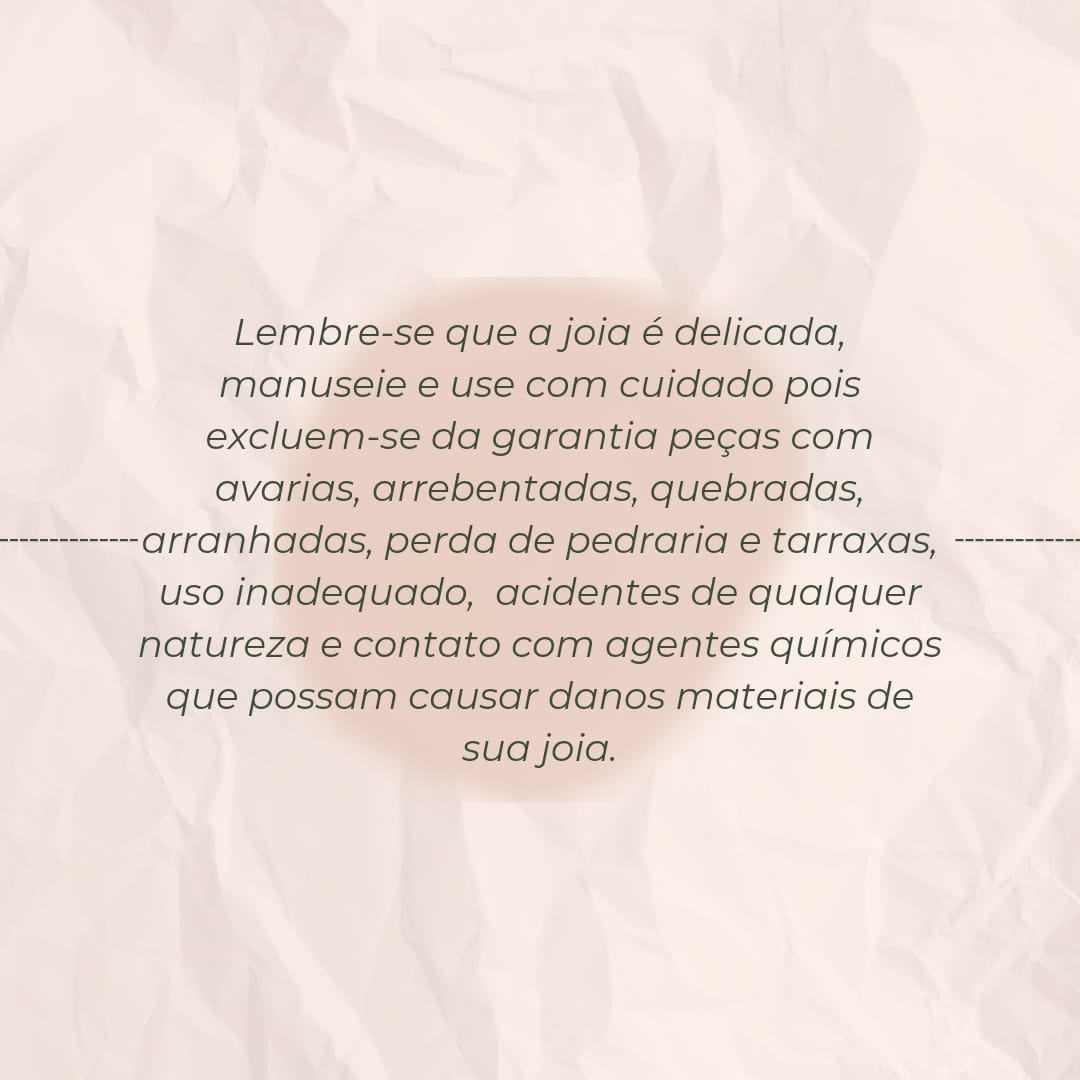 Lembre-se que a joia é delicada,
manuseie e use com cuidado pois
excluem-se da garantia peças com
avarias, arrebentadas, quebradas,
arranhadas, perda de pedraria e tarraxas,
uso inadequado,  acidentes de qualquer
natureza e contato com agentes químicos
que possam causar danos materiais de
sua joia.